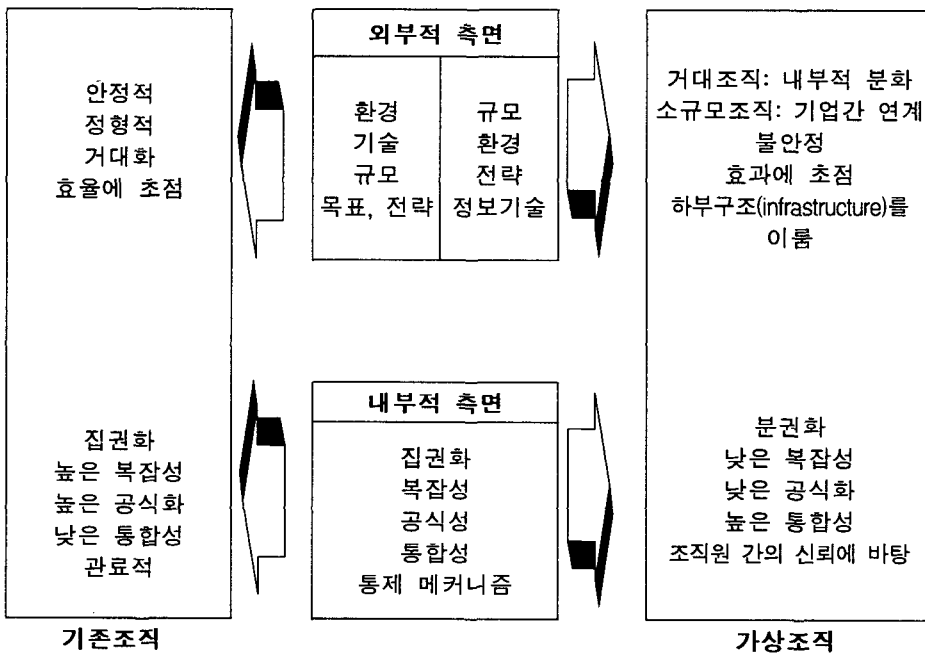 외부적 측면
안정적
정형적
거대화
효율에 초점
환경
기술
규모
목표, 전략
규모
환경
전략
정보기술
거대조직: 내부적 분화
소규모조직: 기업간 연계
불안정
효과에 초점
하부구조(infrastructure)를
이룸
내부적 측면
집권화
높은 복잡성
높은 공식화
낮은 통합성
관료적
집권화
복잡성
공식성
통합성
통제 메커니즘
분권화
낮은 복잡성
낮은 공식화
높은 통합성
조직원 간의 신뢰에 바탕
기존조직
가상조직